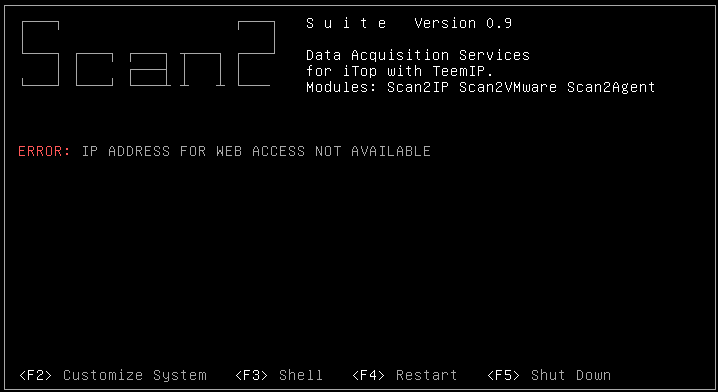 Scan2
S u i t e Version 0.9
Data Acquisition Services
for iTop with TeemIP.
Modules: Scan2IP Scan2VMware Scan2Agent
ERROR: IP ADDRESS FOR WEB ACCESS NOT AVAILABLE
<F2> Customize System <F3> Shell <F4> Restart <F5> Shut Down